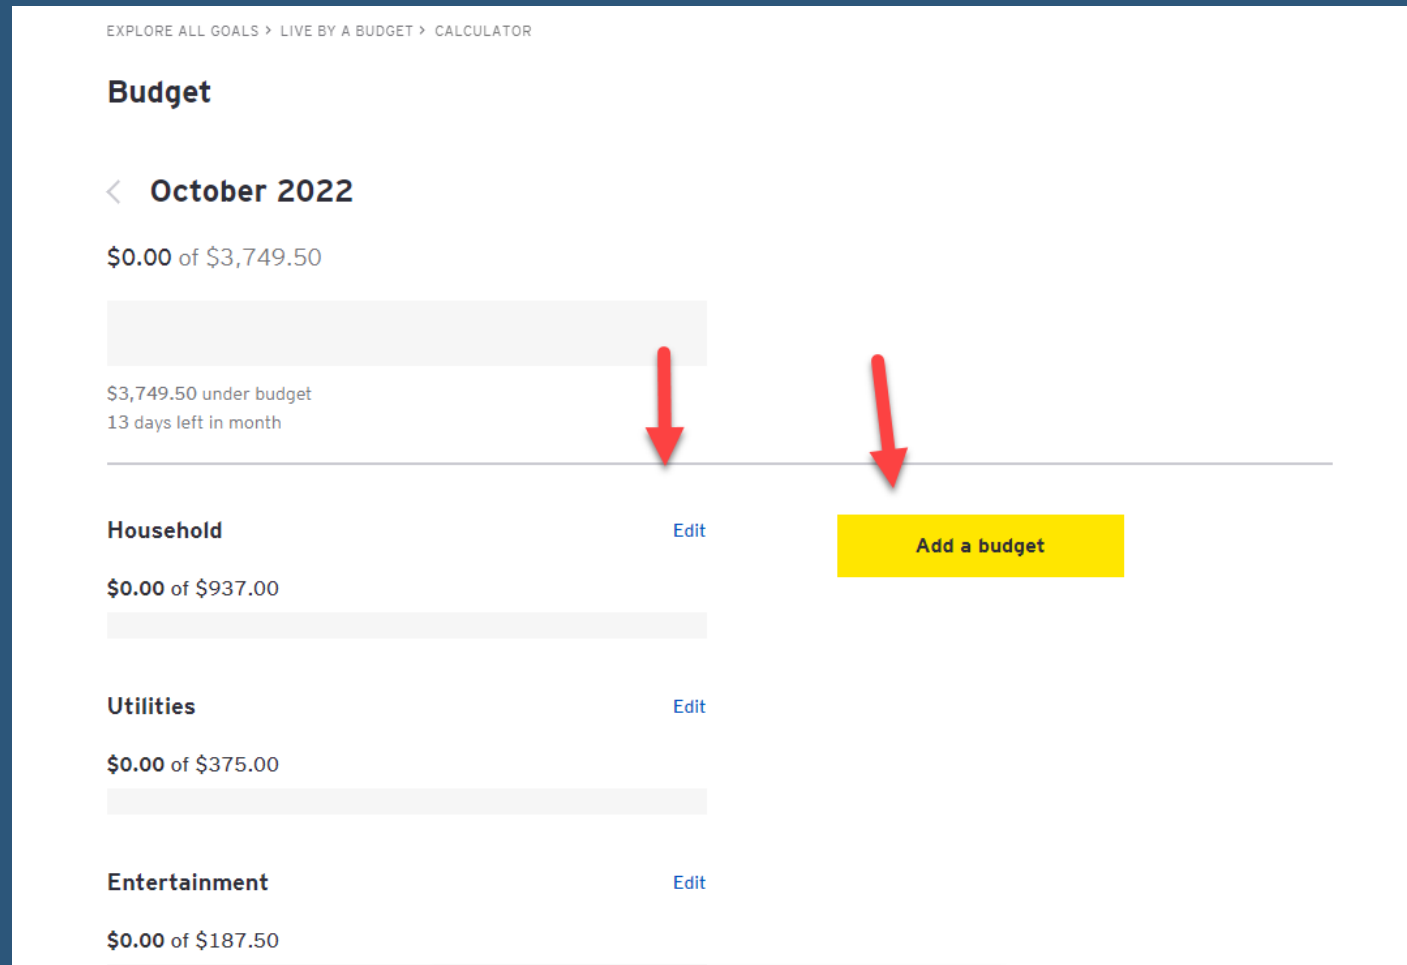 EXPLORE ALL GOALS > LIVE BY A BUDGET > CALCULATOR
Budget
October 2022
$0.00 of $3,749.50
$3,749.50 under budget
13 days left in month
Household Edit
Add a budget
$0.00 of $937.00
Utilities Edit
$0.00 of $375.00
Entertainment Edit
$0.00 of $187.50